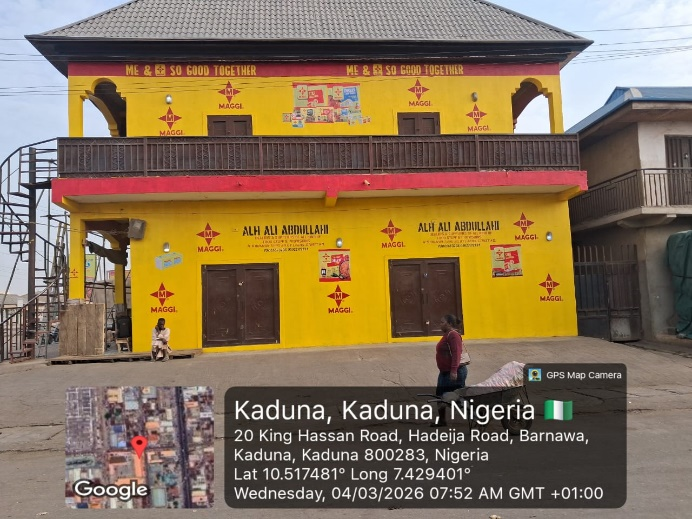 ME & SO GOOD TOGETHER
ME & SO GOOD TOGETHER
MAGGI
MAGGI
MAGGI
MAGGI
ALH ALI ABDULLAHI
ALH ALI ABDULLAHI
MAGGI
MAGGI
MAGGI
MAGGI
MAGGI
MAGGI
GPS Map Camera
Kaduna, Kaduna, Nigeria
20 King Hassan Road, Hadeija Road, Barnawa,
Kaduna, Kaduna 800283, Nigeria
Lat 10.517481° Long 7.429401°
Wednesday, 04/03/2026 07:52 AM GMT +01:00
Google